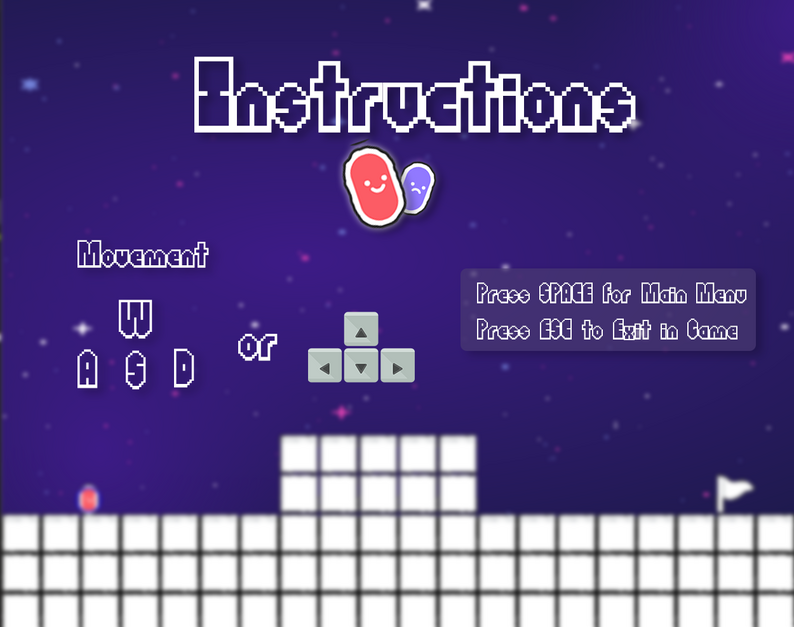 Instructions
Movement
W
or
A S D
Press SPACE for Main Menu
Press ESC to Exit in Game